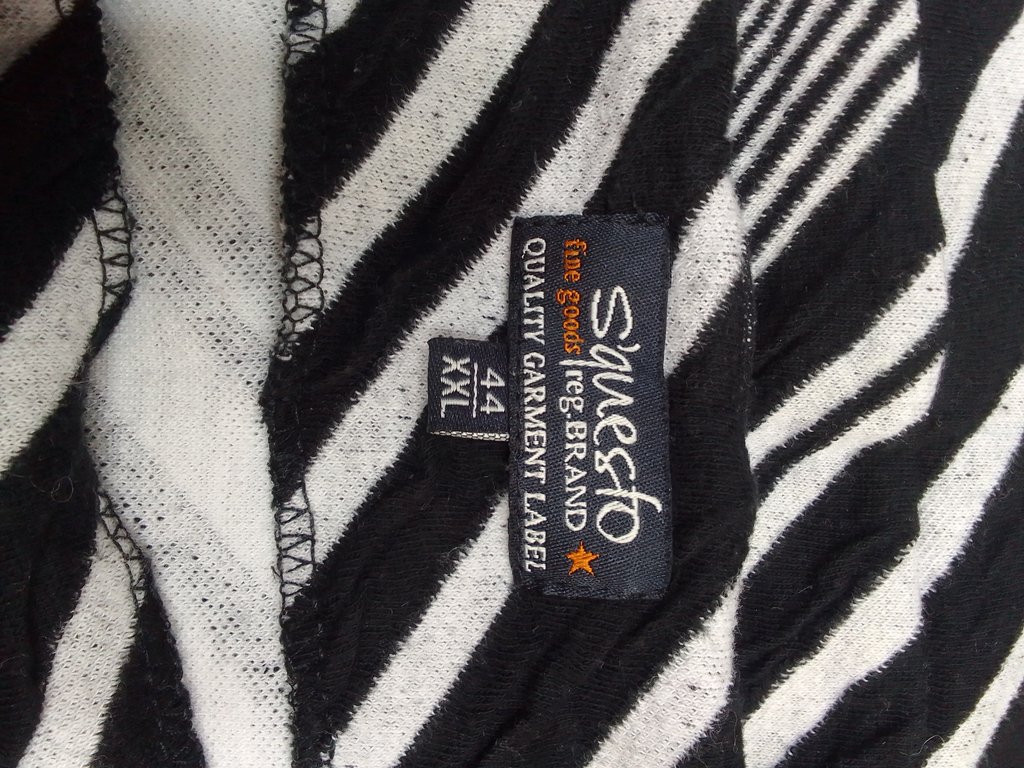 S'questo
fine goods|reg.BRAND
QUALITY GARMENT LABEL
44
XXL